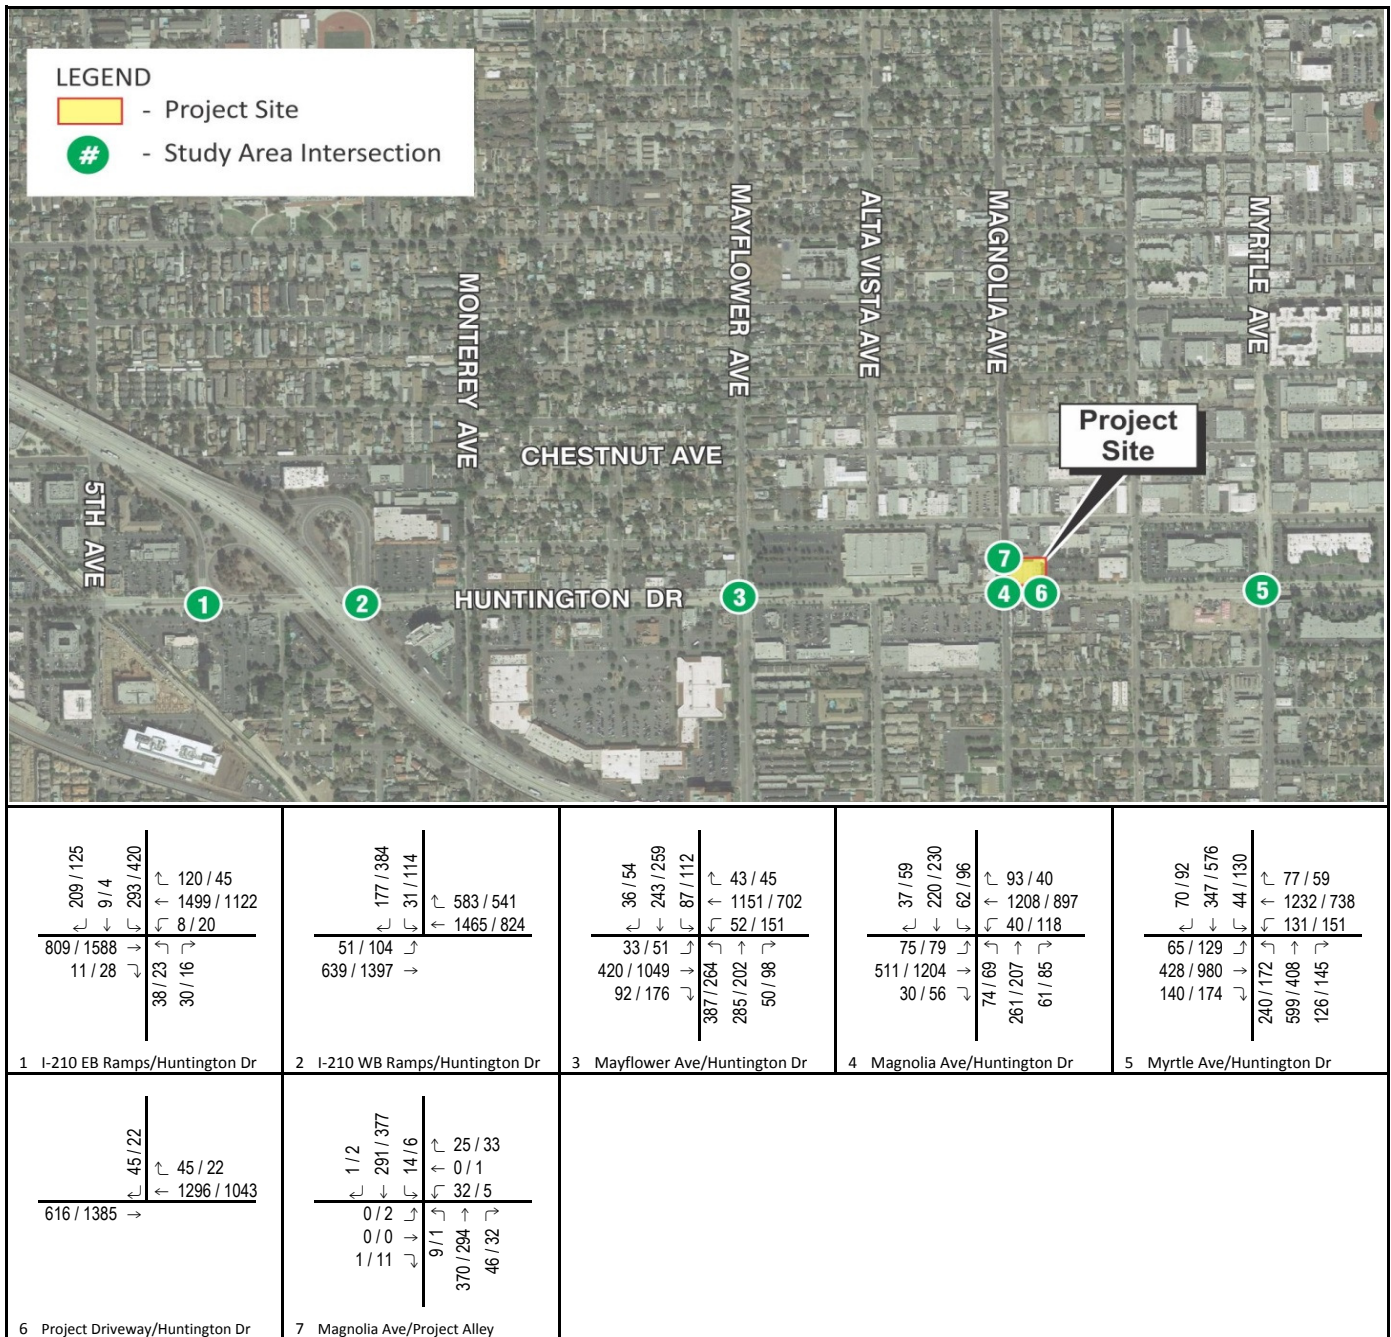 LEGEND
- Project Site
# - Study Area Intersection
MAYFLOWER AVE
ALTA VISTA AVE
MAGNOLIA AVE
MYRTLE AVE
MONTEREY AVE
CHESTNUT AVE
Project
Site
5TH AVE
HUNTINGTON DR
1
2
3
7
4
6
5
209 / 125
9 / 4
293 / 420
120 / 45
1499 / 1122
8 / 20
809 / 1588
11 / 28
38 / 23
30 / 16
1 I-210 EB Ramps/Huntington Dr
177 / 384
31 / 114
583 / 541
1465 / 824
51 / 104
639 / 1397
2 I-210 WB Ramps/Huntington Dr
36 / 54
243 / 259
87 / 112
43 / 45
1151 / 702
52 / 151
33 / 51
420 / 1049
92 / 176
387 / 264
285 / 202
50 / 98
3 Mayflower Ave/Huntington Dr
37 / 59
220 / 230
62 / 96
93 / 40
1208 / 897
40 / 118
75 / 79
511 / 1204
30 / 56
74 / 69
261 / 207
61 / 85
4 Magnolia Ave/Huntington Dr
70 / 92
347 / 576
44 / 130
77 / 59
1232 / 738
131 / 151
65 / 129
428 / 980
140 / 174
240 / 172
599 / 408
126 / 145
5 Myrtle Ave/Huntington Dr
45 / 22
45 / 22
1296 / 1043
616 / 1385
6 Project Driveway/Huntington Dr
1 / 2
291 / 377
14 / 6
25 / 33
0 / 1
32 / 5
0 / 2
0 / 0
1 / 11
9 / 1
370 / 294
46 / 32
7 Magnolia Ave/Project Alley